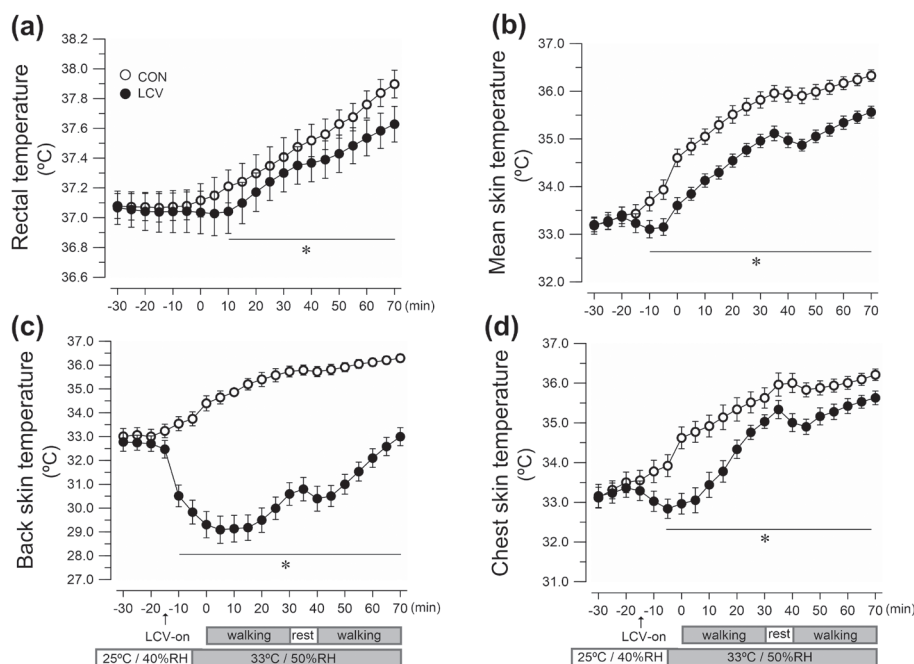 (a)
38.2
38.0
37.8
37.6
37.4
37.2
37.0
36.8
36.6
Rectal temperature
(ºC)
CON
LCV
*
-30 -20 -10 0 10 20 30 40 50 60 70 (min)
(b)
37.0
36.0
35.0
34.0
33.0
32.0
Mean skin temperature
(ºC)
*
-30 -20 -10 0 10 20 30 40 50 60 70 (min)
(c)
37.0
36.0
35.0
34.0
33.0
32.0
31.0
30.0
29.0
28.0
27.0
Back skin temperature
(ºC)
*
-30 -20 -10 0 10 20 30 40 50 60 70 (min)
LCV-on
walking rest walking
25ºC / 40%RH 33ºC / 50%RH
(d)
37.0
36.0
35.0
34.0
33.0
32.0
31.0
Chest skin temperature
(ºC)
*
-30 -20 -10 0 10 20 30 40 50 60 70 (min)
LCV-on
walking rest walking
25ºC / 40%RH 33ºC / 50%RH